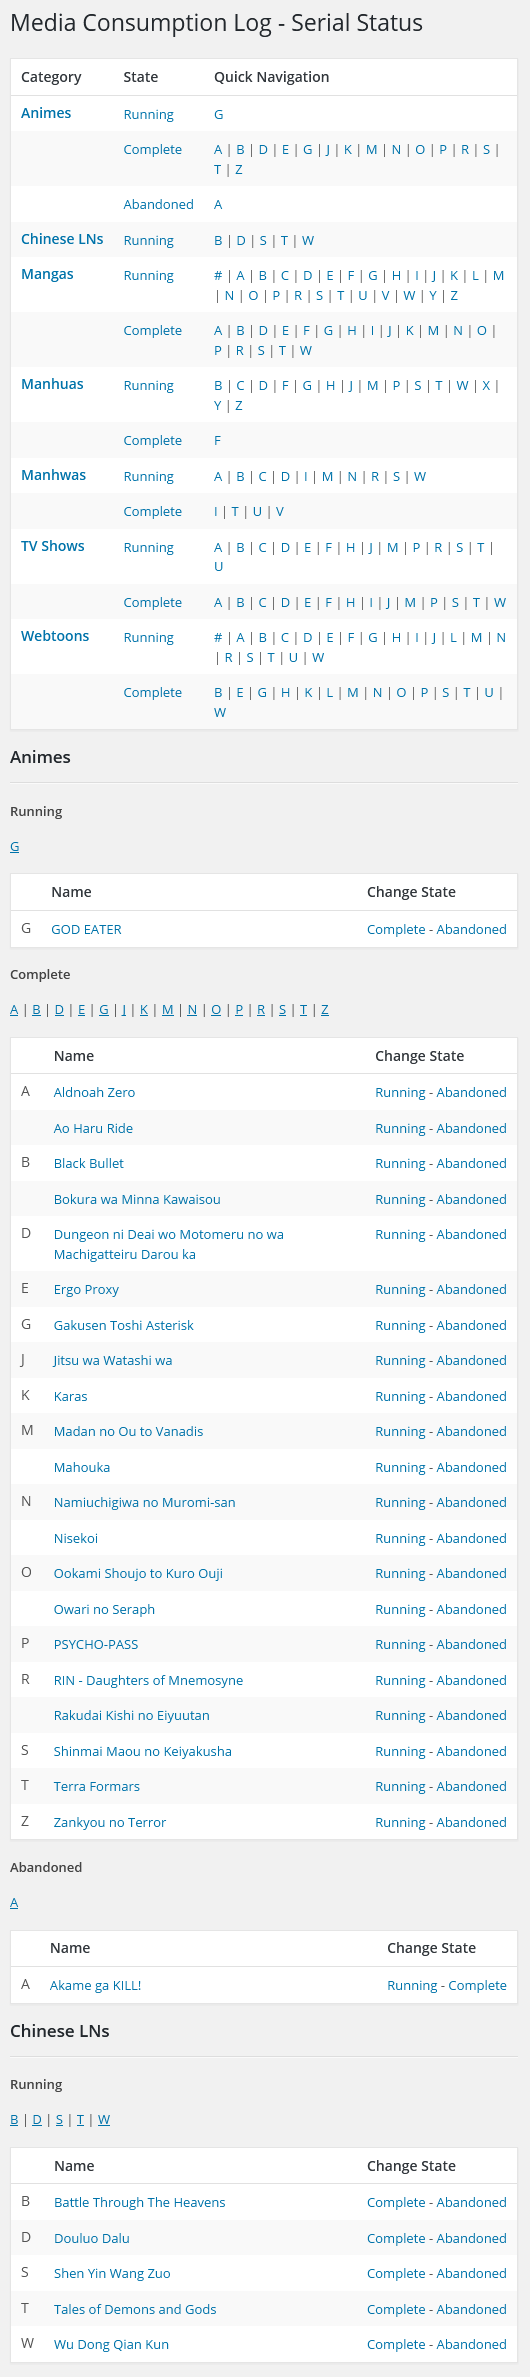 Media Consumption Log - Serial Status
Category State Quick Navigation
Animes Running G
Complete A | B | D | E | G | J | K | M | N | O | P | R | S |
T | Z
Abandoned A
Chinese LNs Running B | D | S | T | W
Mangas Running # | A | B | C | D | E | F | G | H | I | J | K | L | M
| N | O | P | R | S | T | U | V | W | Y | Z
Complete A | B | D | E | F | G | H | I | J | K | M | N | O |
P | R | S | T | W
Manhuas Running B | C | D | F | G | H | J | M | P | S | T | W | X |
Y | Z
Complete F
Manhwas Running A | B | C | D | I | M | N | R | S | W
Complete I | T | U | V
TV Shows Running A | B | C | D | E | F | H | J | M | P | R | S | T |
U
Complete A | B | C | D | E | F | H | I | J | M | P | S | T | W
Webtoons Running # | A | B | C | D | E | F | G | H | I | J | L | M | N
| R | S | T | U | W
Complete B | E | G | H | K | L | M | N | O | P | S | T | U |
W
Animes
Running
G
Name Change State
G GOD EATER Complete - Abandoned
Complete
A | B | D | E | G | J | K | M | N | O | P | R | S | T | Z
Name Change State
A Aldnoah Zero Running - Abandoned
Ao Haru Ride Running - Abandoned
B Black Bullet Running - Abandoned
Bokura wa Minna Kawaisou Running - Abandoned
D Dungeon ni Deai wo Motomeru no wa Running - Abandoned
Machigatteiru Darou ka
E Ergo Proxy Running - Abandoned
G Gakusen Toshi Asterisk Running - Abandoned
J Jitsu wa Watashi wa Running - Abandoned
K Karas Running - Abandoned
M Madan no Ou to Vanadis Running - Abandoned
Mahouka Running - Abandoned
N Namiuchigiwa no Muromi-san Running - Abandoned
Nisekoi Running - Abandoned
O Ookami Shoujo to Kuro Ouji Running - Abandoned
Owari no Seraph Running - Abandoned
P PSYCHO-PASS Running - Abandoned
R RIN - Daughters of Mnemosyne Running - Abandoned
Rakudai Kishi no Eiyuutan Running - Abandoned
S Shinmai Maou no Keiyakusha Running - Abandoned
T Terra Formars Running - Abandoned
Z Zankyou no Terror Running - Abandoned
Abandoned
A
Name Change State
A Akame ga KILL! Running - Complete
Chinese LNs
Running
B | D | S | T | W
Name Change State
B Battle Through The Heavens Complete - Abandoned
D Douluo Dalu Complete - Abandoned
S Shen Yin Wang Zuo Complete - Abandoned
T Tales of Demons and Gods Complete - Abandoned
W Wu Dong Qian Kun Complete - Abandoned